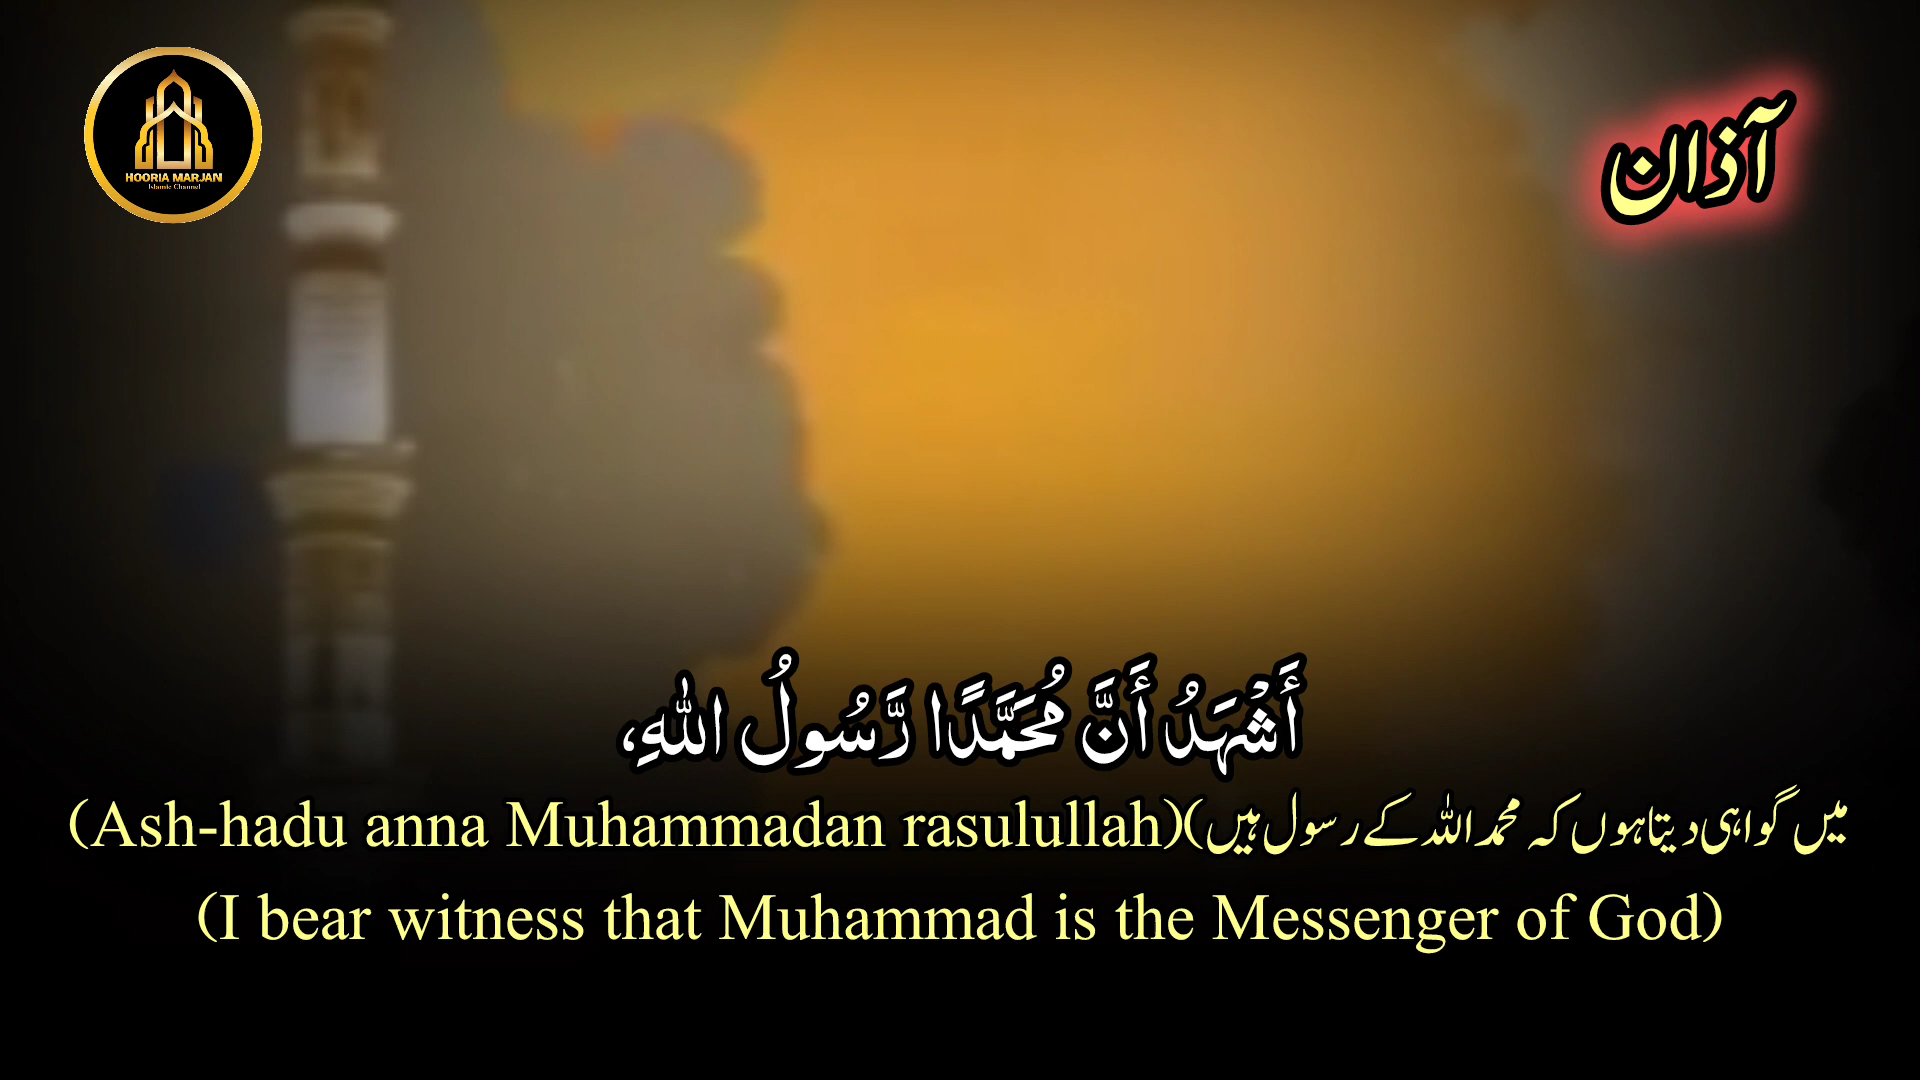 HOORIA MARJAN
Islamic Channel
آذان
أَشْهَدُ أَنَّ مُحَمَّدًا رَّسُولُ اللّٰهِ،
(Ash-hadu anna Muhammadan rasulullah)(میں گواہی دیتا ہوں کہ محمد اللہ کے رسول ہیں
(I bear witness that Muhammad is the Messenger of God)